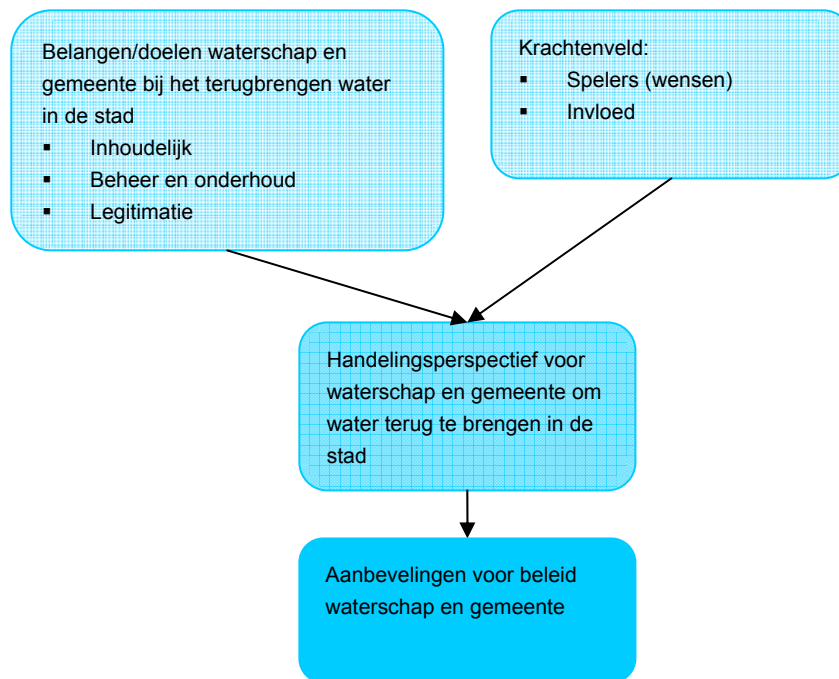 Belangen/doelen waterschap en
gemeente bij het terugbrengen water
in de stad
▪ Inhoudelijk
▪ Beheer en onderhoud
▪ Legitimatie
Krachtenveld:
▪ Spelers (wensen)
▪ Invloed
Handelingsperspectief voor
waterschap en gemeente om
water terug te brengen in de
stad
Aanbevelingen voor beleid
waterschap en gemeente